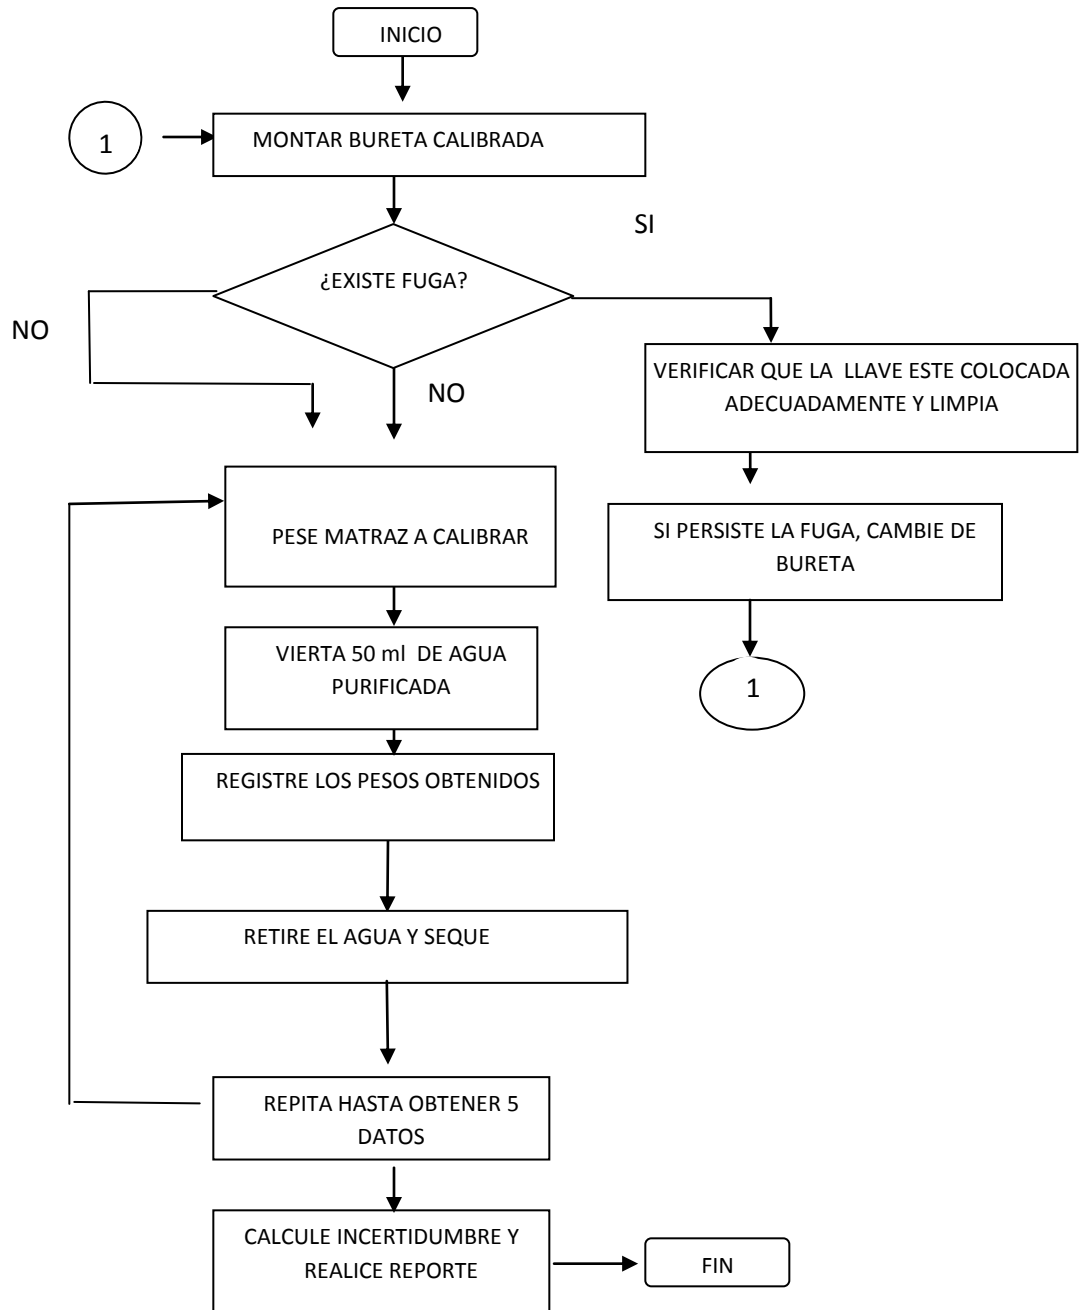 INICIO
1
MONTAR BURETA CALIBRADA
SI
¿EXISTE FUGA?
NO
NO
VERIFICAR QUE LA LLAVE ESTE COLOCADA
ADECUADAMENTE Y LIMPIA
PESE MATRAZ A CALIBRAR
SI PERSISTE LA FUGA, CAMBIE DE
BURETA
VIERTA 50 ml DE AGUA
PURIFICADA
1
REGISTRE LOS PESOS OBTENIDOS
RETIRE EL AGUA Y SEQUE
REPITA HASTA OBTENER 5
DATOS
CALCULE INCERTIDUMBRE Y
REALICE REPORTE
FIN